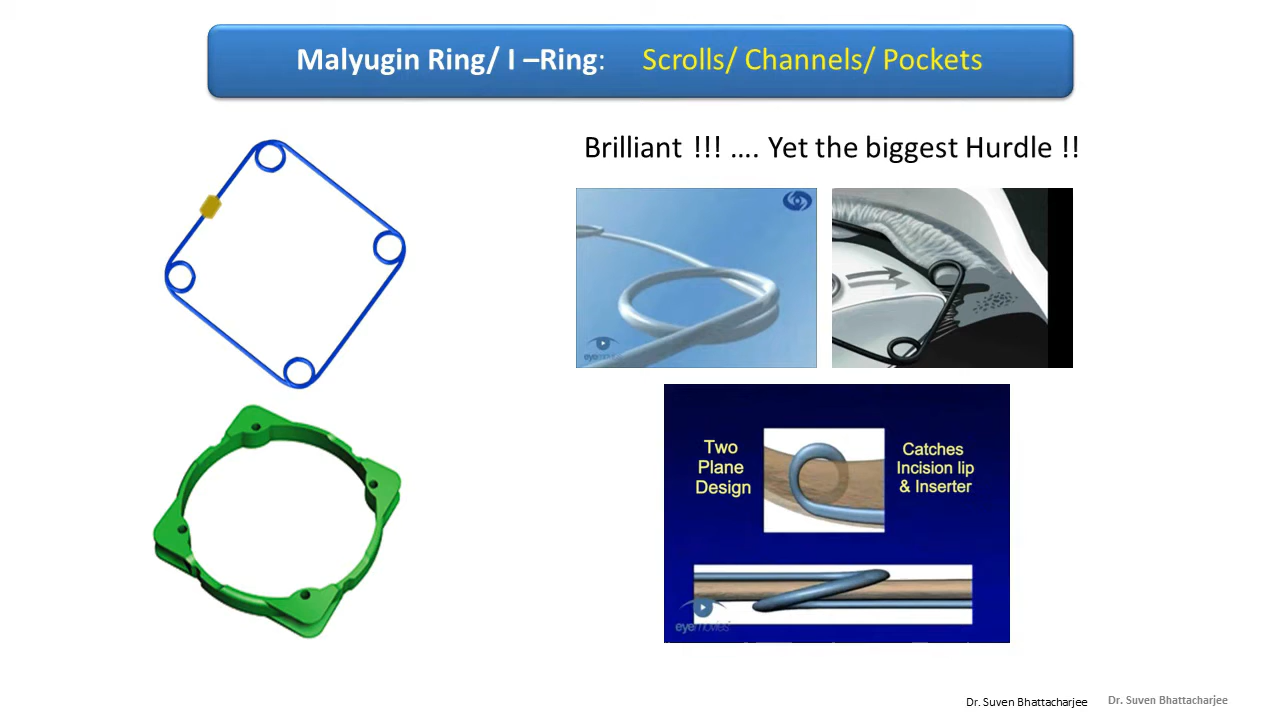 Malyugin Ring/ I –Ring: Scrolls/ Channels/ Pockets
Brilliant !!! .... Yet the biggest Hurdle !!
eyemovies
Two
Plane
Design
Catches
Incision lip
& Inserter
eyemovies
Dr. Suven Bhattacharjee
Dr. Suven Bhattacharjee